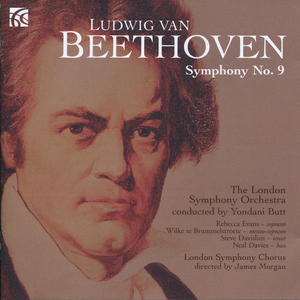 LUDWIG VAN
BEETHOVEN
Symphony No. 9
The London
Symphony Orchestra
conducted by Yondani Butt
Rebecca Evans - soprano
Wilke te Brummelstroete - mezzo-soprano
Steve Davislim - tenor
Neal Davies - bass
London Symphony Chorus
directed by James Morgan